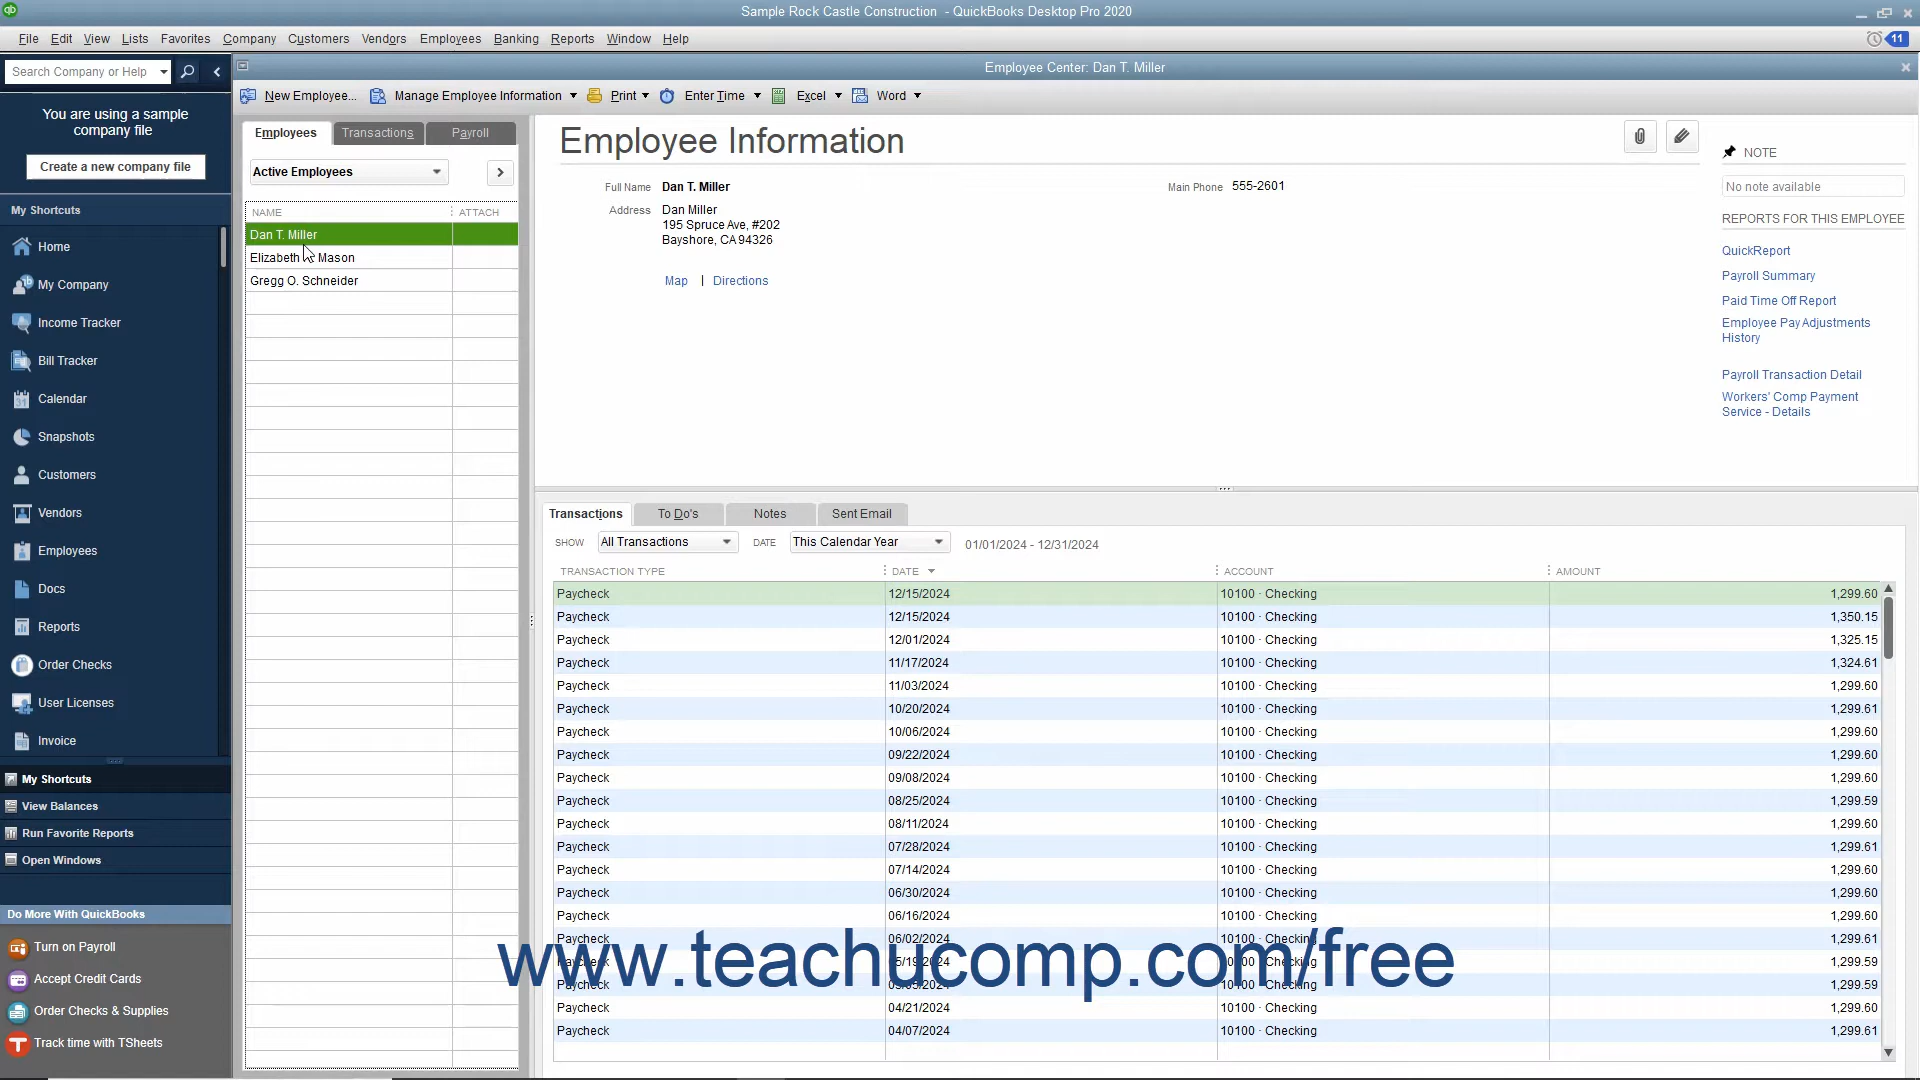 Sample Rock Castle Construction - QuickBooks Desktop Pro 2020
File Edit View Lists Favorites Company Customers Vendors Employees Banking Reports Window Help
11
Search Company or Help
Employee Center: Dan T. Miller
You are using a sample
company file
Create a new company file
My Shortcuts
Home
My Company
Income Tracker
Bill Tracker
Calendar
Snapshots
Customers
Vendors
Employees
Docs
Reports
Order Checks
User Licenses
Invoice
My Shortcuts
View Balances
Run Favorite Reports
Open Windows
Do More With QuickBooks
Turn on Payroll
Accept Credit Cards
Order Checks & Supplies
Track time with TSheets
New Employee... Manage Employee Information Print Enter Time Excel Word
Employees Transactions Payroll
Active Employees
NAME ATTACH
Dan T. Miller
Elizabeth Mason
Gregg O. Schneider
Employee Information
Full Name Dan T. Miller
Address Dan Miller
195 Spruce Ave, #202
Bayshore, CA 94326
Map | Directions
Main Phone 555-2601
NOTE
No note available
REPORTS FOR THIS EMPLOYEE
QuickReport
Payroll Summary
Paid Time Off Report
Employee Pay Adjustments
History
Payroll Transaction Detail
Workers' Comp Payment
Service - Details
Transactions To Do's Notes Sent Email
SHOW All Transactions DATE This Calendar Year 01/01/2024 - 12/31/2024
TRANSACTION TYPE DATE ACCOUNT AMOUNT
Paycheck 12/15/2024 10100 · Checking 1,299.60
Paycheck 12/15/2024 10100 · Checking 1,350.15
Paycheck 12/01/2024 10100 · Checking 1,325.15
Paycheck 11/17/2024 10100 · Checking 1,324.61
Paycheck 11/03/2024 10100 · Checking 1,299.60
Paycheck 10/20/2024 10100 · Checking 1,299.61
Paycheck 10/06/2024 10100 · Checking 1,299.60
Paycheck 09/22/2024 10100 · Checking 1,299.60
Paycheck 09/08/2024 10100 · Checking 1,299.60
Paycheck 08/25/2024 10100 · Checking 1,299.59
Paycheck 08/11/2024 10100 · Checking 1,299.60
Paycheck 07/28/2024 10100 · Checking 1,299.61
Paycheck 07/14/2024 10100 · Checking 1,299.60
Paycheck 06/30/2024 10100 · Checking 1,299.60
Paycheck 06/16/2024 10100 · Checking 1,299.60
Paycheck 06/02/2024 10100 · Checking 1,299.61
Paycheck 05/19/2024 10100 · Checking 1,299.59
Paycheck 05/05/2024 10100 · Checking 1,299.59
Paycheck 04/21/2024 10100 · Checking 1,299.60
Paycheck 04/07/2024 10100 · Checking 1,299.61
www.teachucomp.com/free